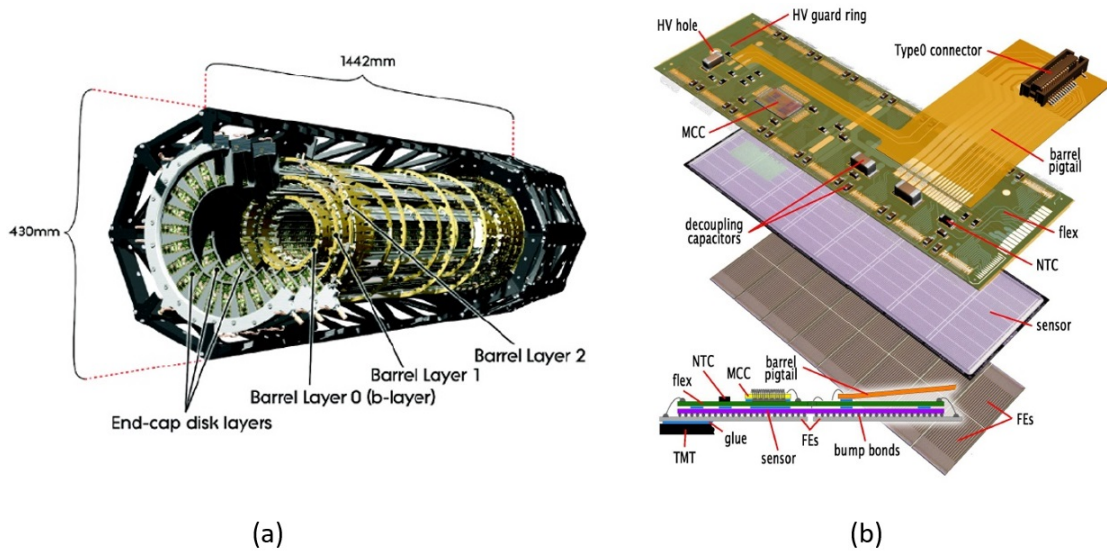 1442mm
430mm
Barrel Layer 2
Barrel Layer 1
Barrel Layer 0 (b-layer)
End-cap disk layers
(a)
HV guard ring
HV hole
Type0 connector
MCC
barrel
pigtail
decoupling
capacitors
flex
NTC
sensor
barrel
pigtail
NTC
MCC
flex
FEs
glue
FEs
TMT
sensor
bump bonds
(b)